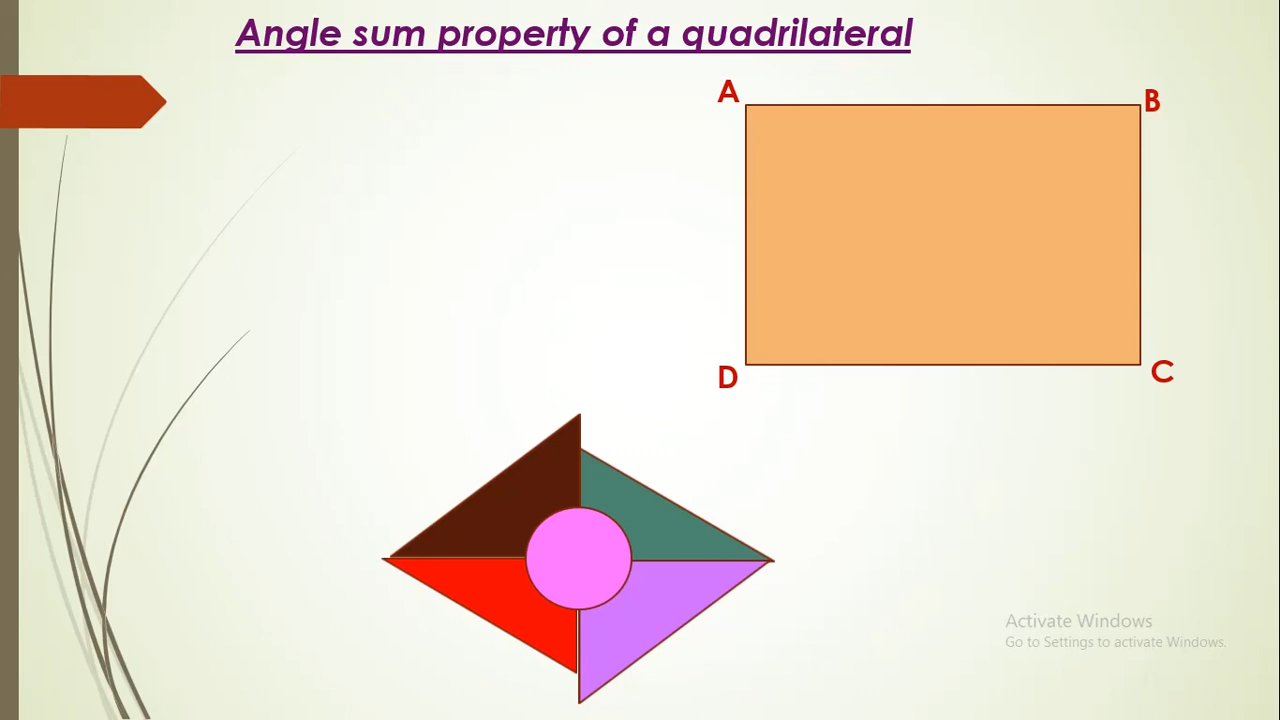 Angle sum property of a quadrilateral
A
B
D
C
Activate Windows
Go to Settings to activate Windows.